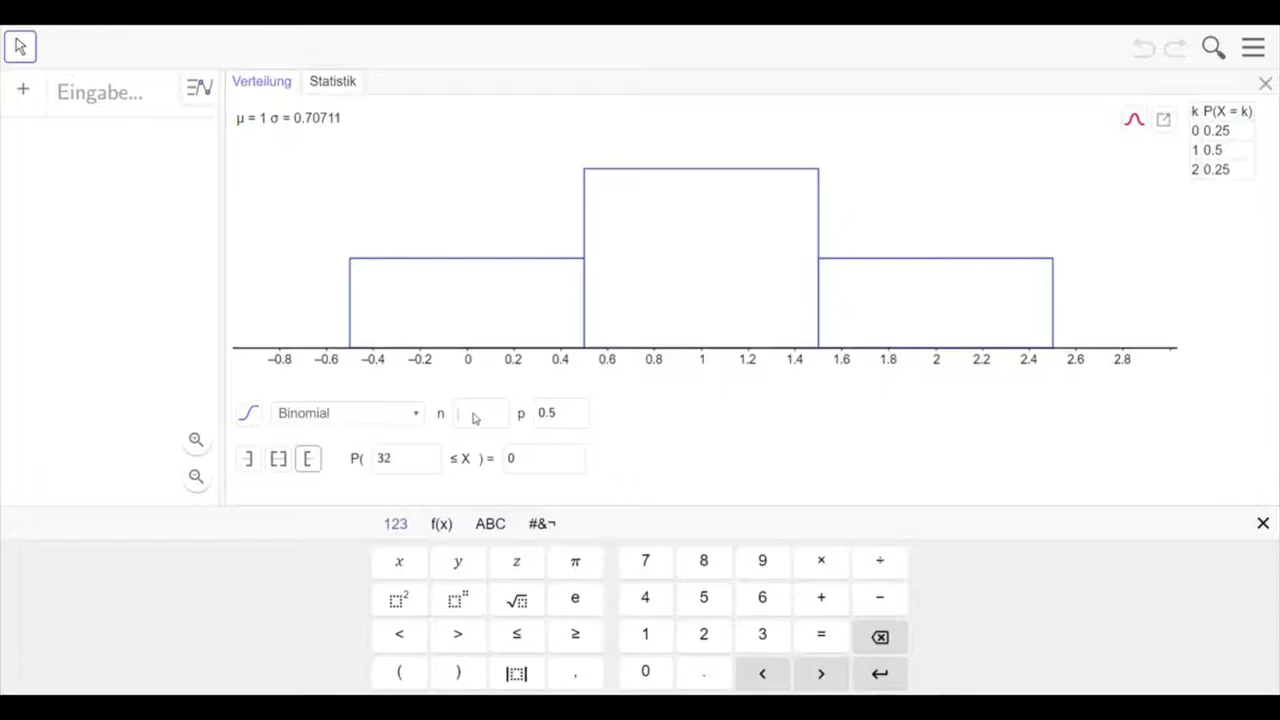 Eingabe...
Verteilung Statistik
μ = 1 σ = 0.70711
k P(X = k)
0 0.25
1 0.5
2 0.25
–0.8 –0.6 –0.4 –0.2 0 0.2 0.4 0.6 0.8 1 1.2 1.4 1.6 1.8 2 2.2 2.4 2.6 2.8
Binomial n p 0.5
P( 32 ≤ X ) = 0
123 f(x) ABC #&¬
x y z π 7 8 9 × ÷
e 4 5 6 + −
< > ≤ ≥ 1 2 3 =
( ) , 0 . < >